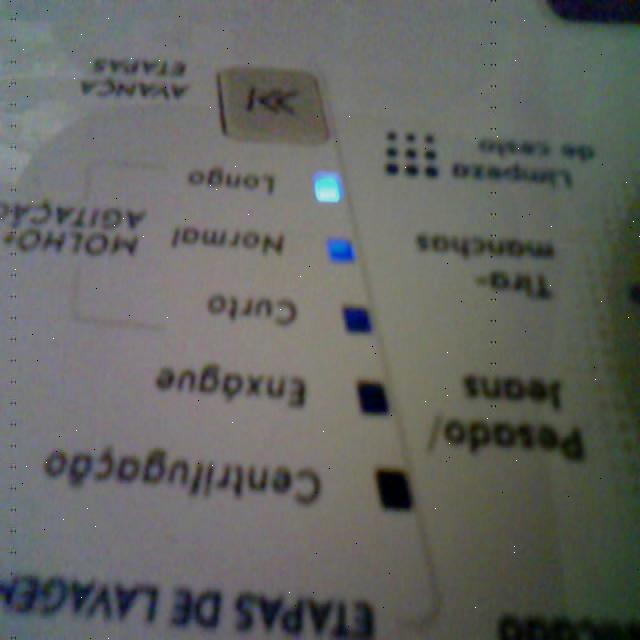 ETAPAS DE LAVAGEM
Centrifugação
Enxágue
Curto
Normal
Longo
MOLHO+
AGITAÇÃO
AVANÇA
ETAPAS
Pesado/
Jeans
Tira-
manchas
Limpeza
de cesto